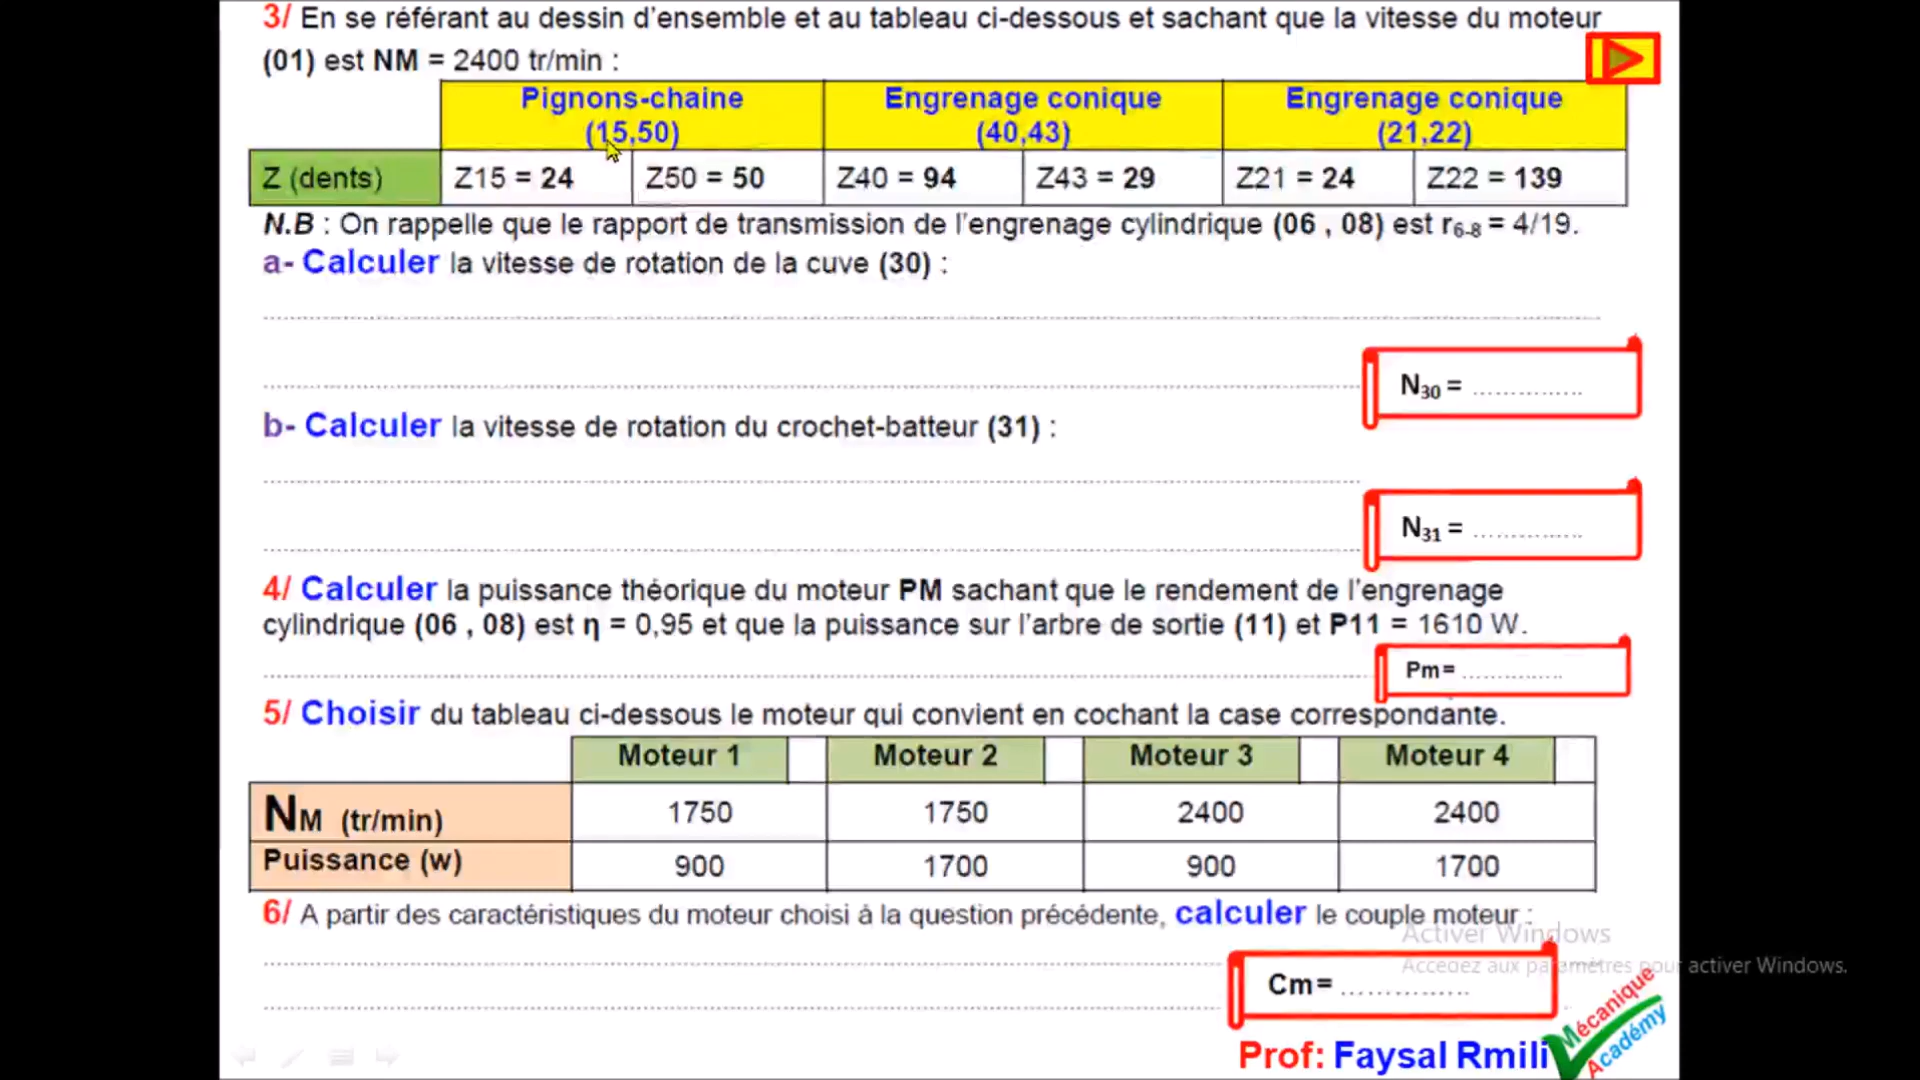 3/ En se référant au dessin d'ensemble et au tableau ci-dessous et sachant que la vitesse du moteur
(01) est NM = 2400 tr/min :
Pignons-chaine Engrenage conique Engrenage conique
(15,50) (40,43) (21,22)
Z (dents) Z15 = 24 Z50 = 50 Z40 = 94 Z43 = 29 Z21 = 24 Z22 = 139
N.B : On rappelle que le rapport de transmission de l'engrenage cylindrique (06 , 08) est r6-8 = 4/19.
a- Calculer la vitesse de rotation de la cuve (30) :
N30 = ..............
b- Calculer la vitesse de rotation du crochet-batteur (31) :
N31 = ..............
4/ Calculer la puissance théorique du moteur PM sachant que le rendement de l'engrenage
cylindrique (06 , 08) est η = 0,95 et que la puissance sur l'arbre de sortie (11) et P11 = 1610 W.
Pm= ..............
5/ Choisir du tableau ci-dessous le moteur qui convient en cochant la case correspondante.
Moteur 1 Moteur 2 Moteur 3 Moteur 4
NM (tr/min) 1750 1750 2400 2400
Puissance (w) 900 1700 900 1700
6/ A partir des caractéristiques du moteur choisi à la question précédente, calculer le couple moteur :
Activer Windows
Accédez aux paramètres pour activer Windows.
Cm= ..............
Prof: Faysal Rmili
Mécanique
Académy